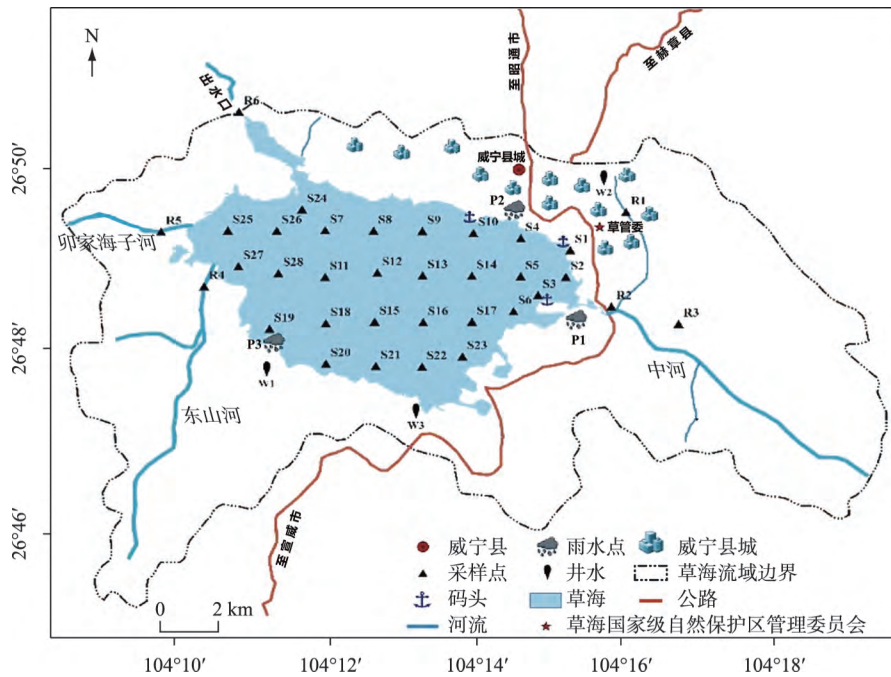 N
至昭通市
至赫章县
出水口
R6
26°50′
威宁县城
W2
R1
P2
S24
R5
S25
S26
S7
S8
S9
S10
S4
S1
草管委
卯家海子河
S27
S28
S11
S12
S13
S14
S5
S2
R4
S3
S6
R2
R3
S19
S18
S15
S16
S17
P1
26°48′
P3
S20
S21
S22
S23
W1
中河
东山河
W3
26°46′
至宣威市
威宁县 雨水点 威宁县城
采样点 井水 草海流域边界
码头 草海 公路
河流 草海国家级自然保护区管理委员会
0 2 km
104°10′ 104°12′ 104°14′ 104°16′ 104°18′